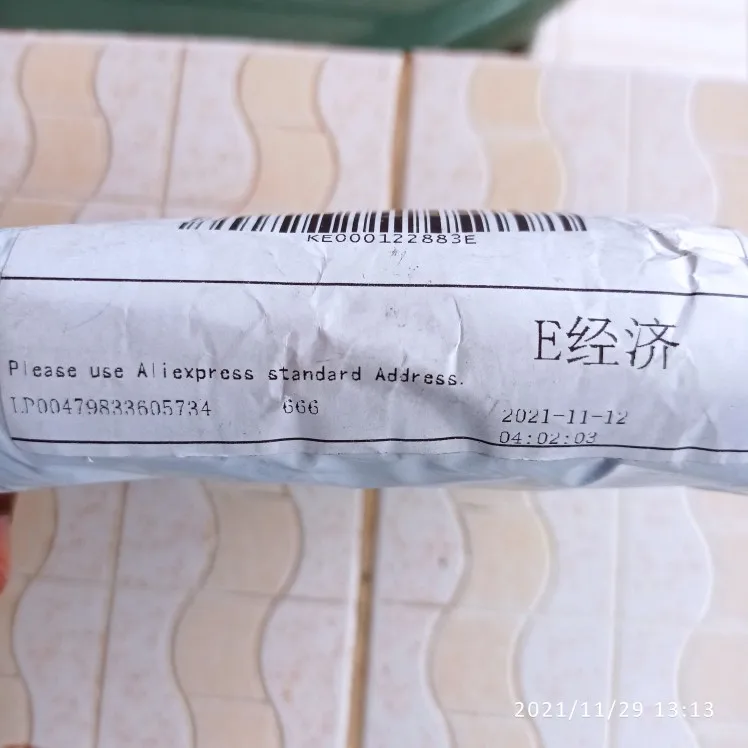 KE000122883E
E经济
Please use Aliexpress standard Address.
LP00479833605734 666 2021-11-12
04:02:03
2021/11/29 13:13